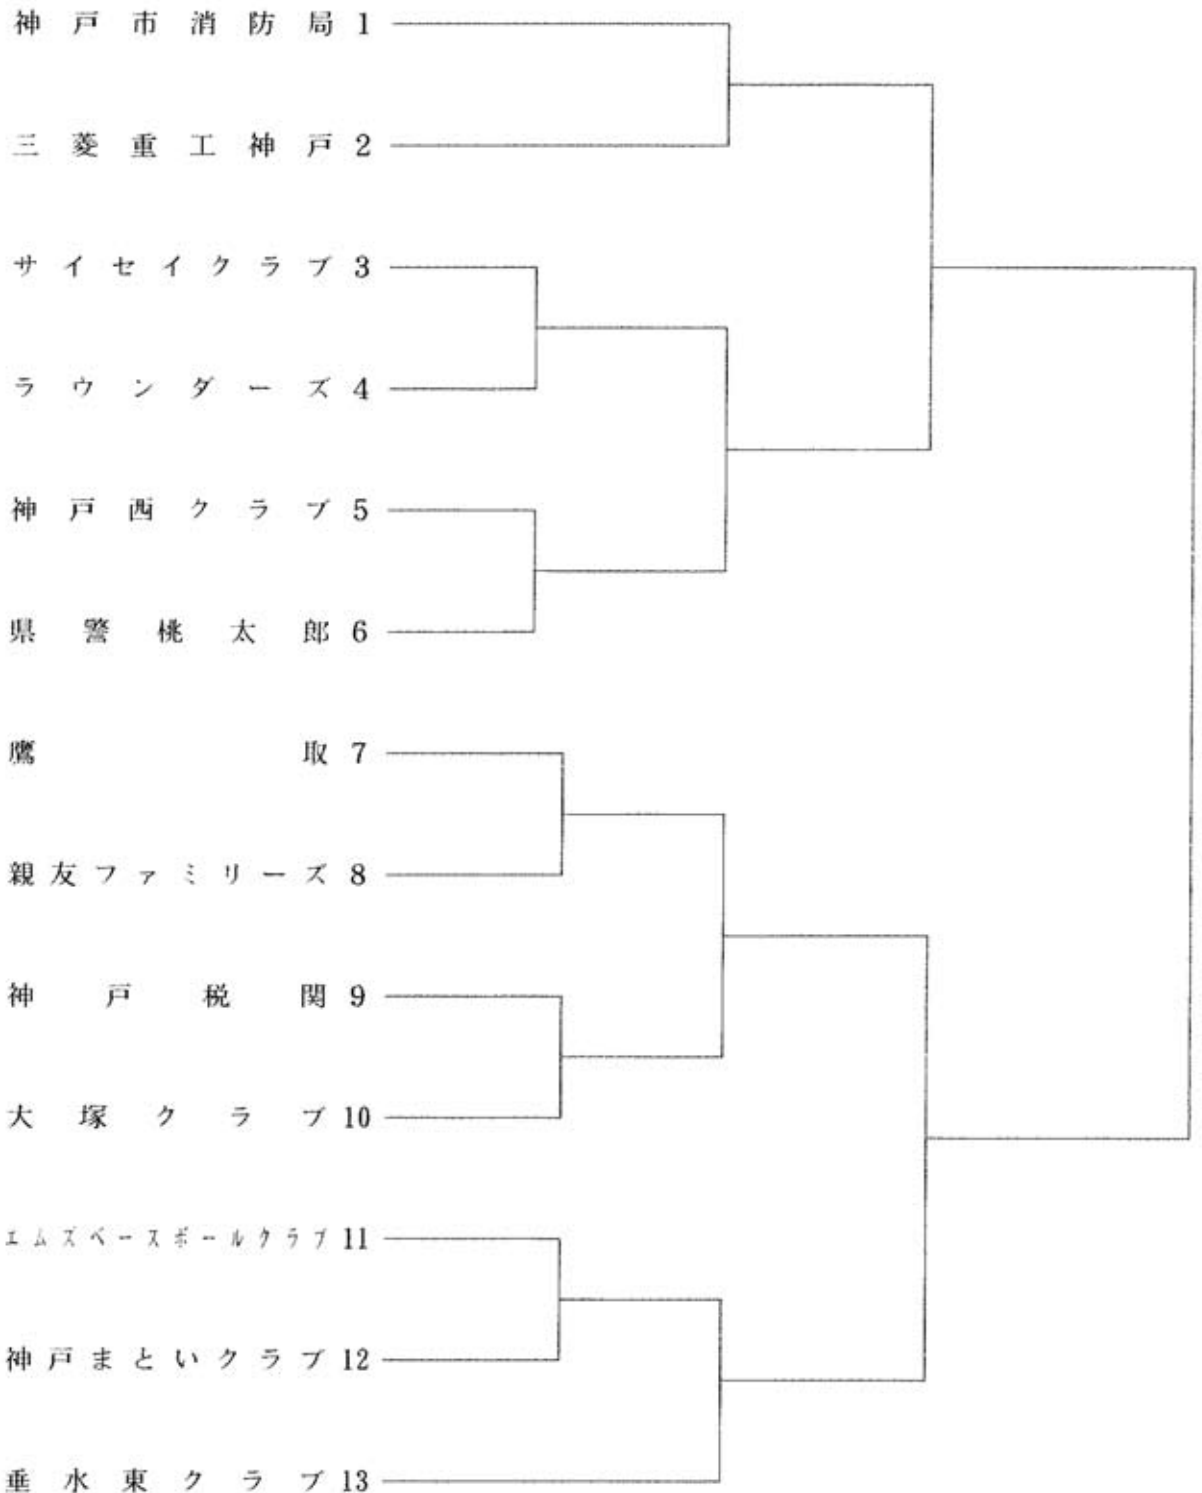 神戸市消防局 1
三菱重工神戸 2
サイセイクラブ 3
ラウンダーズ 4
神戸西クラブ 5
県警桃太郎 6
鷹取 7
親友ファミリーズ 8
神戸税関 9
大塚クラブ 10
エムズベースボールクラブ 11
神戸まといクラブ 12
垂水東クラブ 13